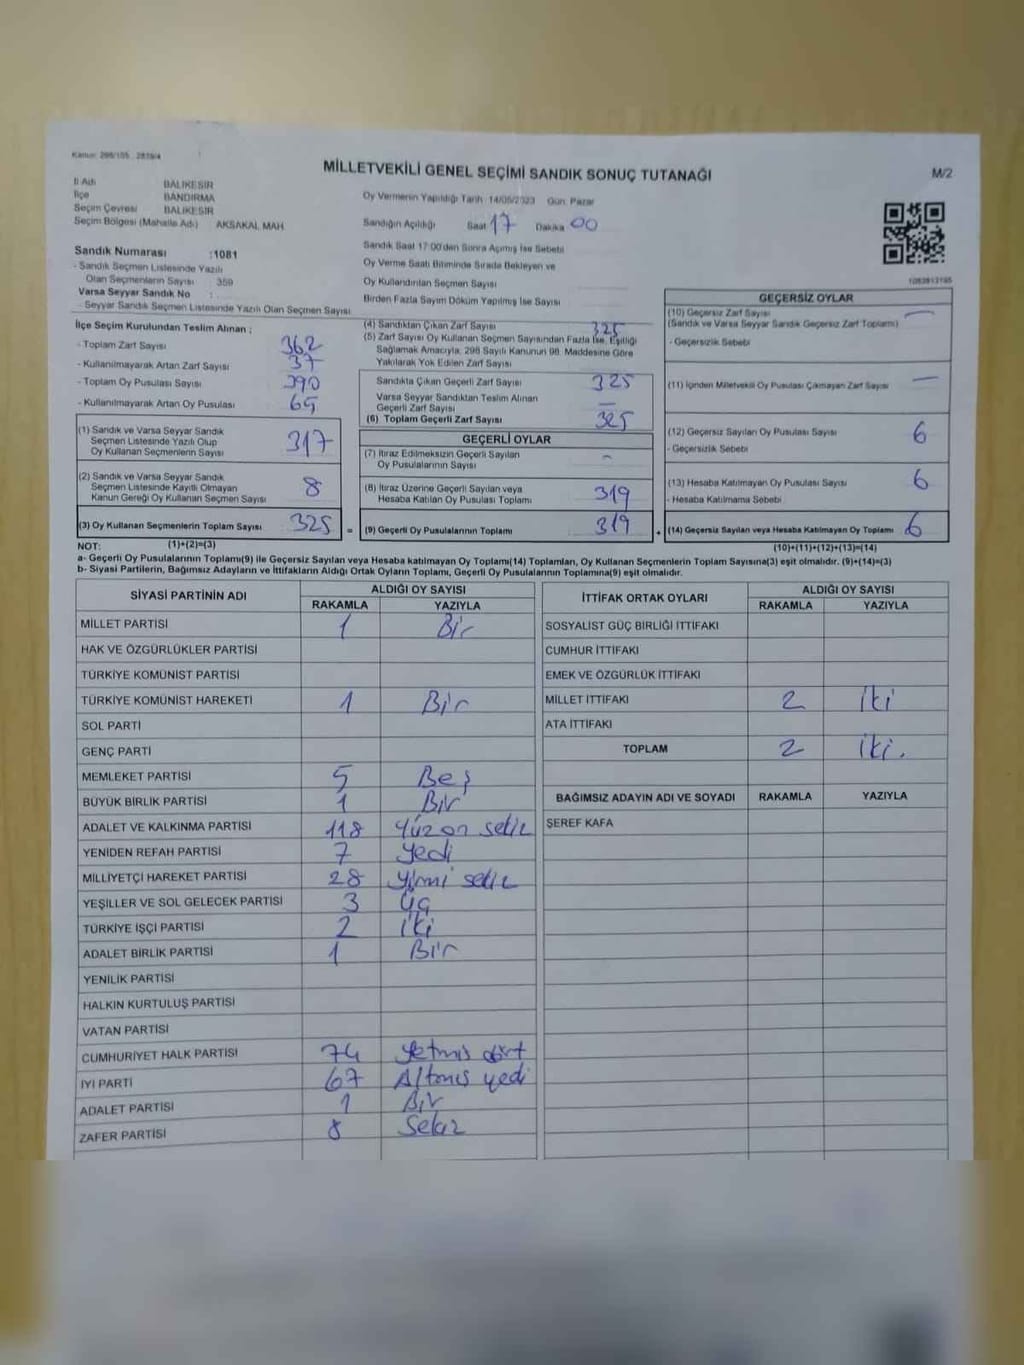 MİLLETVEKİLİ GENEL SEÇİMİ SANDIK SONUÇ TUTANAĞI
M/2
İl Adı BALIKESİR
İlçe BANDIRMA
Seçim Çevresi BALIKESİR
Seçim Bölgesi (Mahalle Adı) AKSAKAL MAH
Sandık Numarası :1081
- Sandık Seçmen Listesinde Yazılı
Olan Seçmenlerin Sayısı 359
Varsa Seyyar Sandık No :
- Seyyar Sandık Seçmen Listesinde Yazılı Olan Seçmen Sayısı
Oy Vermenin Yapıldığı Tarih 14/05/2023 Gün Pazar
Sandığın Açılığı Saat 17 Dakika 00
Sandık Saat 17:00'den Sonra Açımış İse Sebebi
Oy Verme Saati Bitiminde Sırada Bekleyen ve
Oy Kullandırılan Seçmen Sayısı
Birden Fazla Sayım Döküm Yapılmış İse Sayısı
İlçe Seçim Kurulundan Teslim Alınan :
- Toplam Zarf Sayısı 362
- Kullanılmayarak Artan Zarf Sayısı 37
- Toplam Oy Pusulası Sayısı 390
- Kullanılmayarak Artan Oy Pusulası 65
(1) Sandık ve Varsa Seyyar Sandık
Seçmen Listesinde Yazılı Olup
Oy Kullanan Seçmenlerin Sayısı 317
(2) Sandık ve Varsa Seyyar Sandık
Seçmen Listesinde Kayıtlı Olmayan
Kanun Gereği Oy Kullanan Seçmen Sayısı 8
(3) Oy Kullanan Seçmenlerin Toplam Sayısı 325 =
(1)+(2)=(3)
(4) Sandıktan Çıkan Zarf Sayısı 325
(5) Zarf Sayısı Oy Kullanan Seçmen Sayısından Fazla İse, Eşitliği
Sağlamak Amacıyla, 298 Sayılı Kanunun 98. Maddesine Göre
Yakılarak Yok Edilen Zarf Sayısı
Sandıkta Çıkan Geçerli Zarf Sayısı 325
Varsa Seyyar Sandıktan Teslim Alınan
Geçerli Zarf Sayısı –
(6) Toplam Geçerli Zarf Sayısı 325
GEÇERLİ OYLAR
(7) İtiraz Edilmeksizin Geçerli Sayılan
Oy Pusulalarının Sayısı -
(8) İtiraz Üzerine Geçerli Sayılan veya
Hesaba Katılan Oy Pusulası Toplamı 319
(9) Geçerli Oy Pusulalarının Toplamı 319 +
GEÇERSİZ OYLAR
(10) Geçersiz Zarf Sayısı
(Sandık ve Varsa Seyyar Sandık Geçersiz Zarf Toplamı) –
- Geçersizlik Sebebi
(11) İçinden Milletvekili Oy Pusulası Çıkmayan Zarf Sayısı –
(12) Geçersiz Sayılan Oy Pusulası Sayısı 6
- Geçersizlik Sebebi
(13) Hesaba Katılmayan Oy Pusulası Sayısı 6
- Hesaba Katılmama Sebebi
(14) Geçersiz Sayılan veya Hesaba Katılmayan Oy Toplamı 6
(10)+(11)+(12)+(13)=(14)
NOT:
a- Geçerli Oy Pusulalarının Toplamı(9) ile Geçersiz Sayılan veya Hesaba katılmayan Oy Toplamı(14) Toplamları, Oy Kullanan Seçmenlerin Toplam Sayısına(3) eşit olmalıdır. (9)+(14)=(3)
b- Siyasi Partilerin, Bağımsız Adayların ve İttifakların Aldığı Ortak Oyların Toplamı, Geçerli Oy Pusulalarının Toplamına(9) eşit olmalıdır.
SİYASİ PARTİNİN ADI ALDIĞI OY SAYISI
RAKAMLA YAZIYLA
MİLLET PARTİSİ 1 Bir
HAK VE ÖZGÜRLÜKLER PARTİSİ
TÜRKİYE KOMÜNİST PARTİSİ
TÜRKİYE KOMÜNİST HAREKETİ 1 Bir
SOL PARTİ
GENÇ PARTİ
MEMLEKET PARTİSİ 5 Beş
BÜYÜK BİRLİK PARTİSİ 1 Bir
ADALET VE KALKINMA PARTİSİ 118 Yüzon sekiz
YENİDEN REFAH PARTİSİ 7 Yedi
MİLLİYETÇİ HAREKET PARTİSİ 28 Yirmi sekiz
YEŞİLLER VE SOL GELECEK PARTİSİ 3 Üç
TÜRKİYE İŞÇİ PARTİSİ 2 İki
ADALET BİRLİK PARTİSİ 1 Bir
YENİLİK PARTİSİ
HALKIN KURTULUŞ PARTİSİ
VATAN PARTİSİ
CUMHURİYET HALK PARTİSİ 74 Yetmiş dört
İYİ PARTİ 67 Altmış yedi
ADALET PARTİSİ 1 Bir
ZAFER PARTİSİ 8 Sekiz
İTTİFAK ORTAK OYLARI ALDIĞI OY SAYISI
RAKAMLA YAZIYLA
SOSYALİST GÜÇ BİRLİĞİ İTTİFAKI
CUMHUR İTTİFAKI
EMEK VE ÖZGÜRLÜK İTTİFAKI
MİLLET İTTİFAKI 2 İki
ATA İTTİFAKI
TOPLAM 2 İki.
BAĞIMSIZ ADAYIN ADI VE SOYADI RAKAMLA YAZIYLA
ŞEREF KAFA